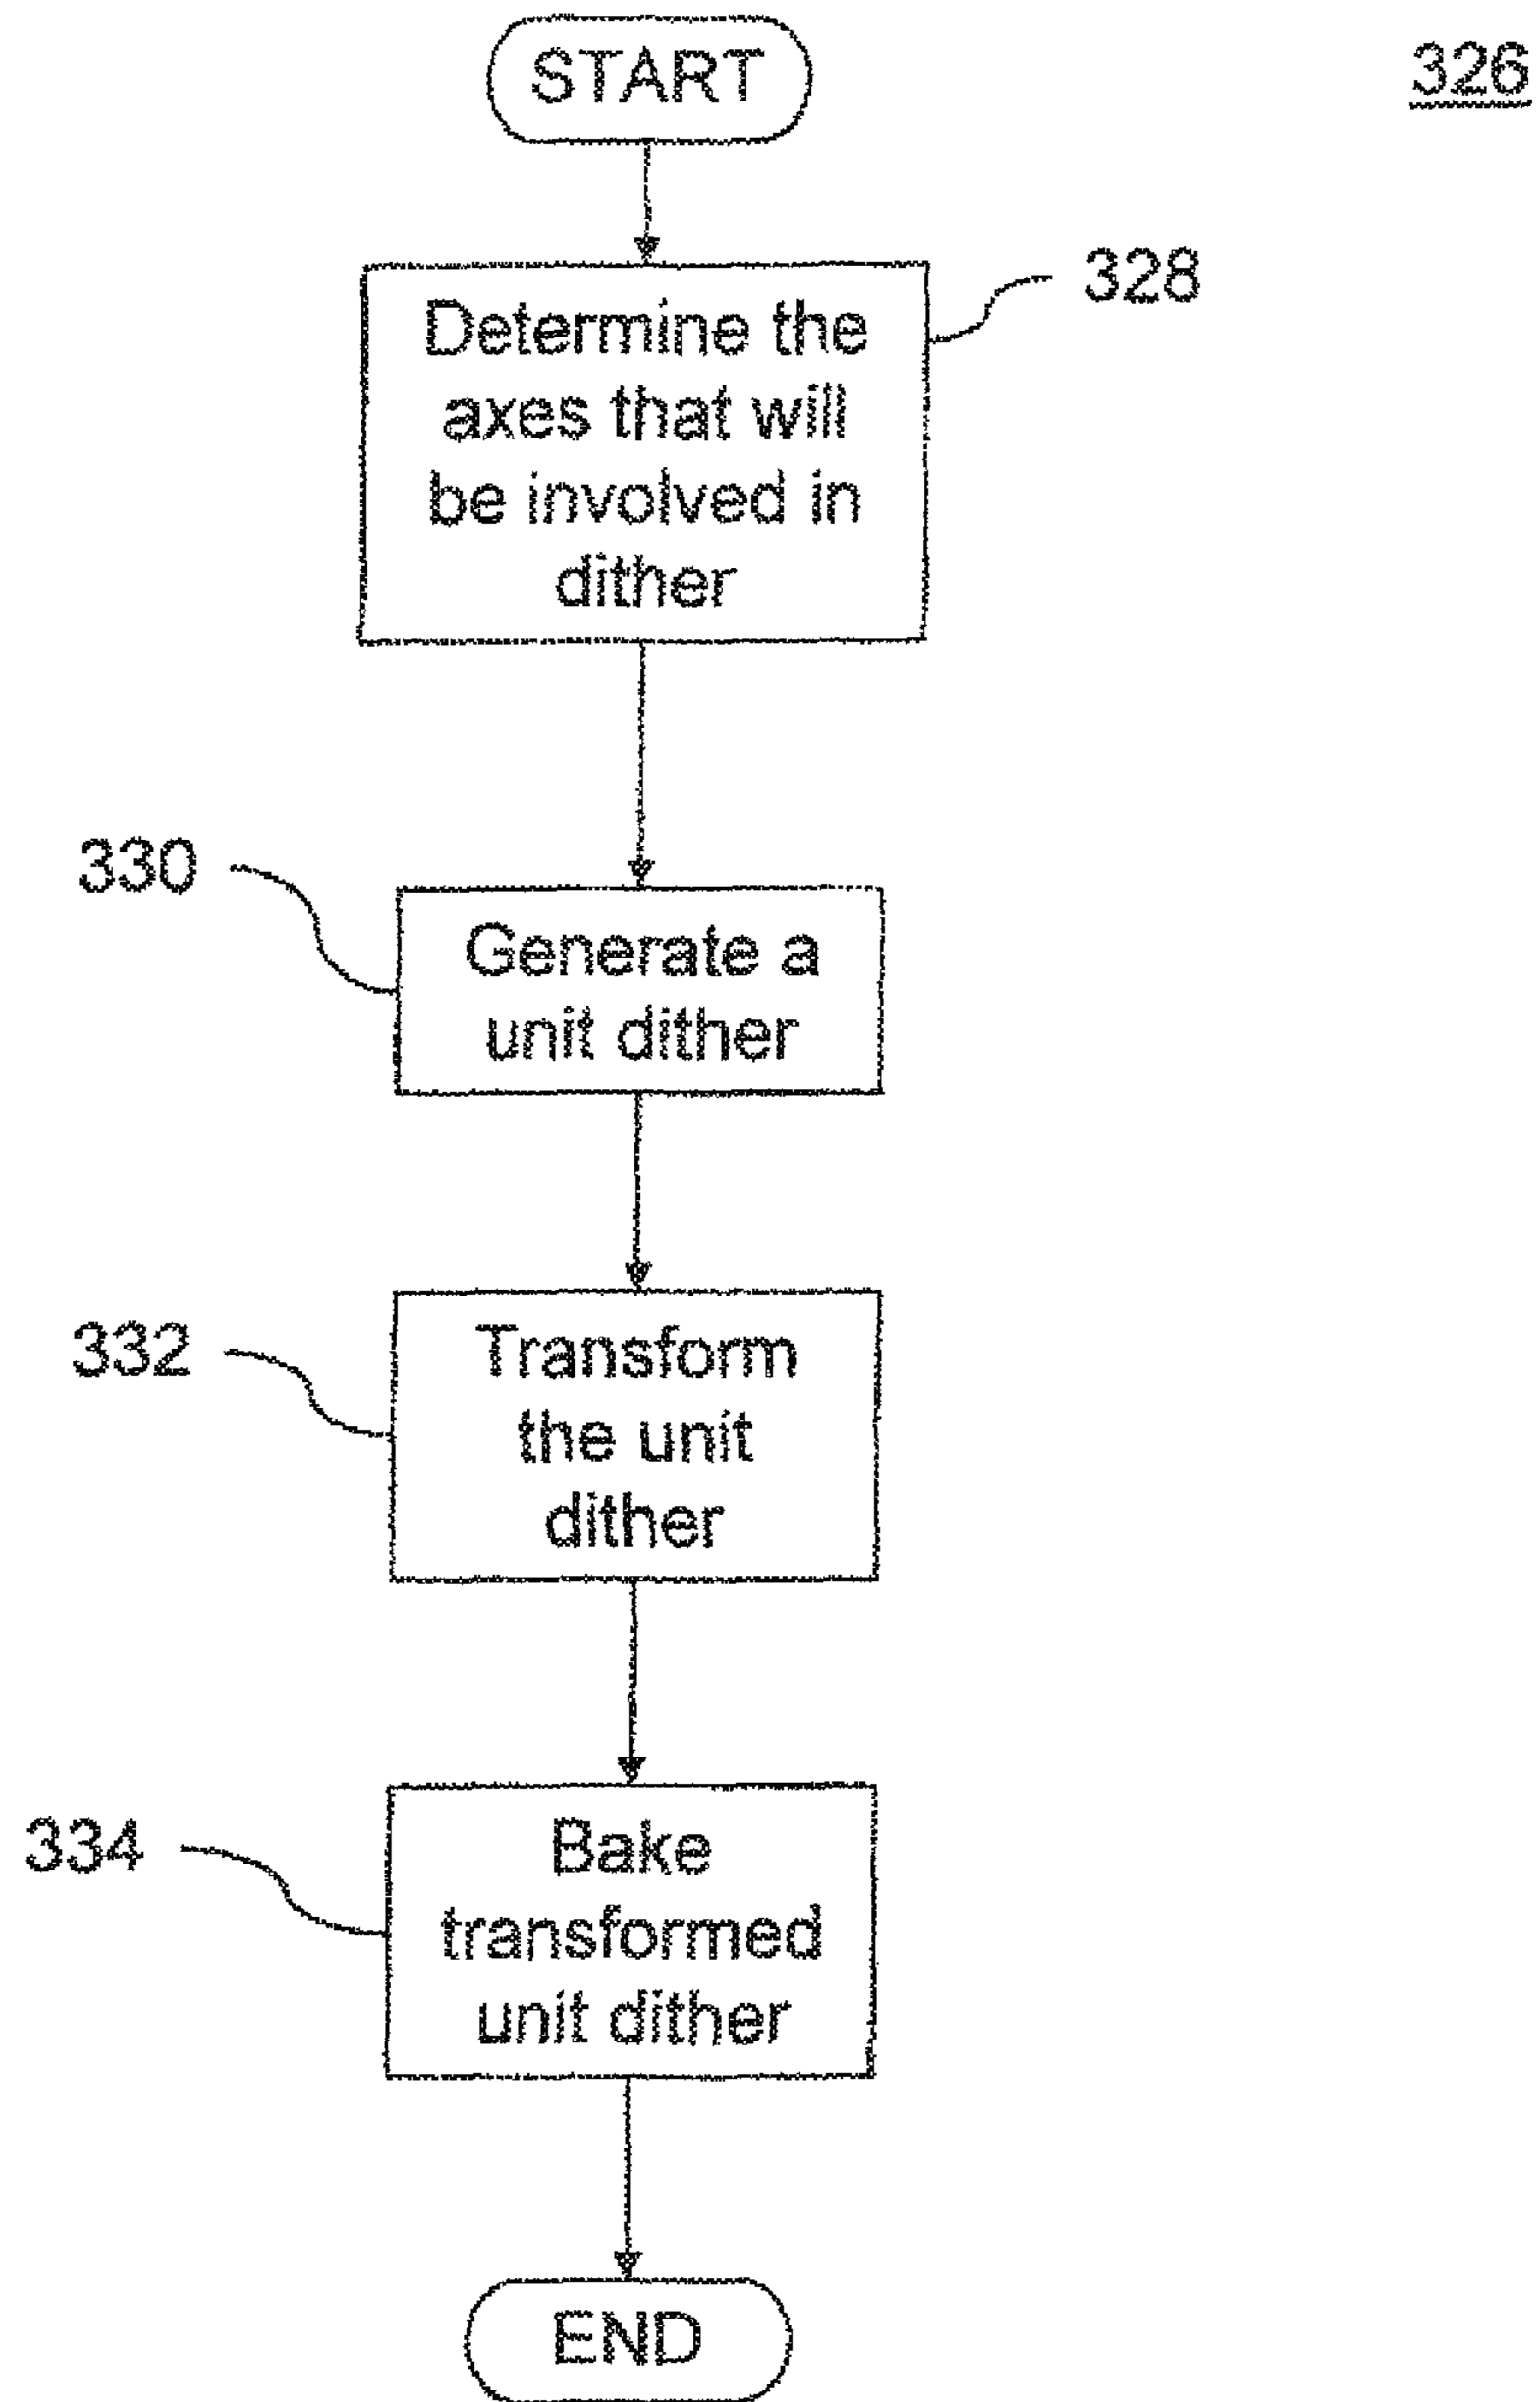 START
326
Determine the
axes that will
be involved in
dither
328
330
Generate a
unit dither
332
Transform
the unit
dither
334
Bake
transformed
unit dither
END